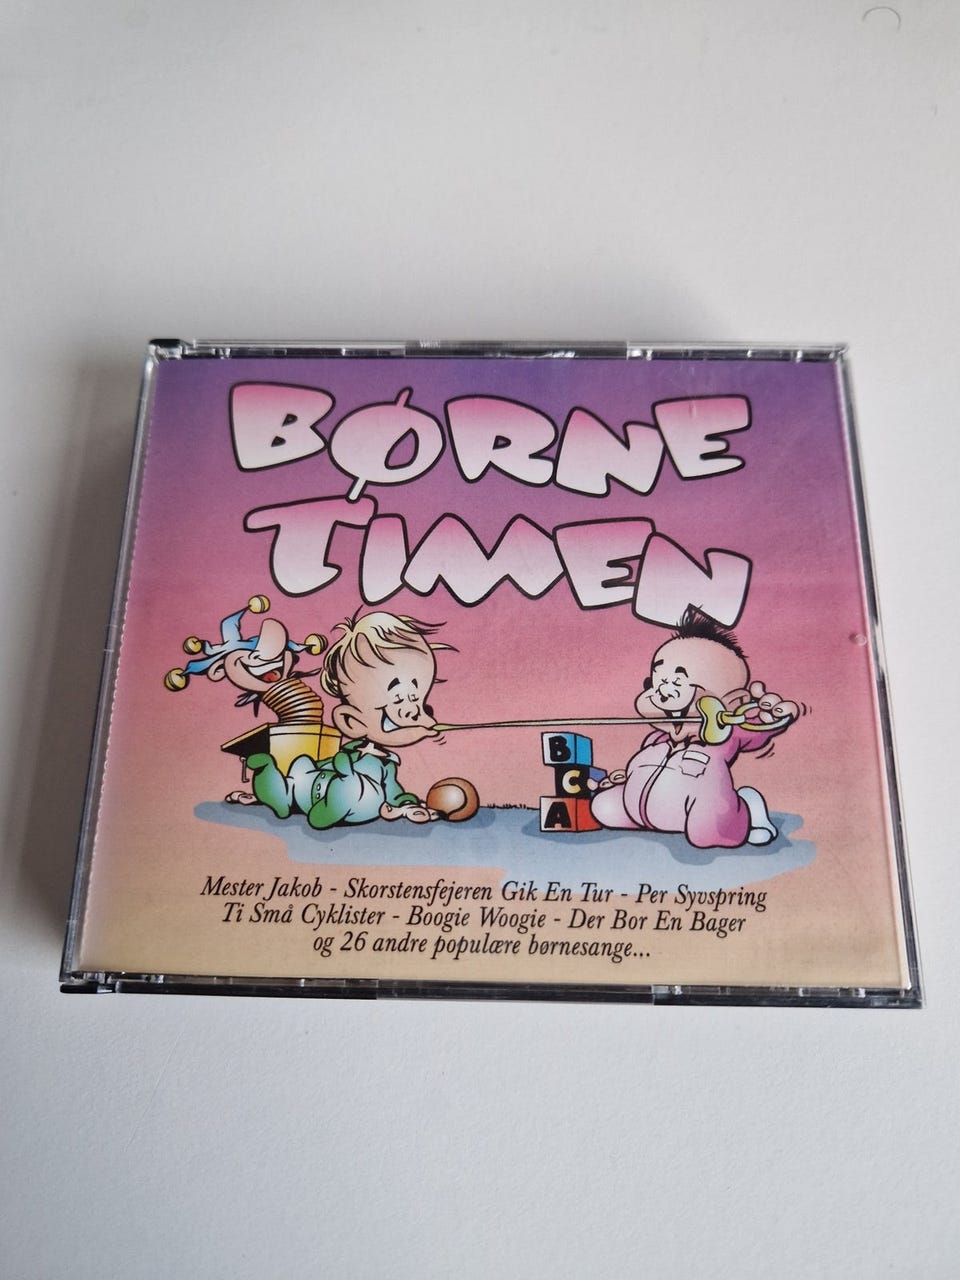 BØRNE
TIMEN
B
C
A
Mester Jakob - Skorstensfejeren Gik En Tur - Per Syvspring
Ti Små Cyklister - Boogie Woogie - Der Bor En Bager
og 26 andre populære børnesange...